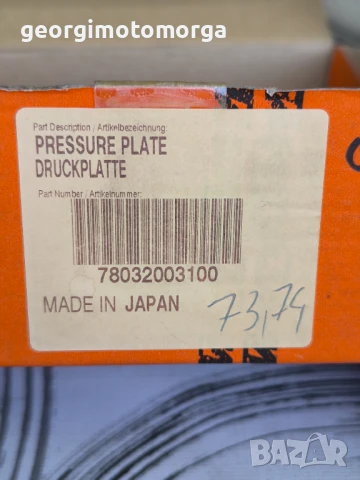 georgimotomorga
Part Description / Artikelbezeichnung:
PRESSURE PLATE
DRUCKPLATTE
Part Number / Artikelnummer:
78032003100
MADE IN JAPAN
73,74
BAZAR